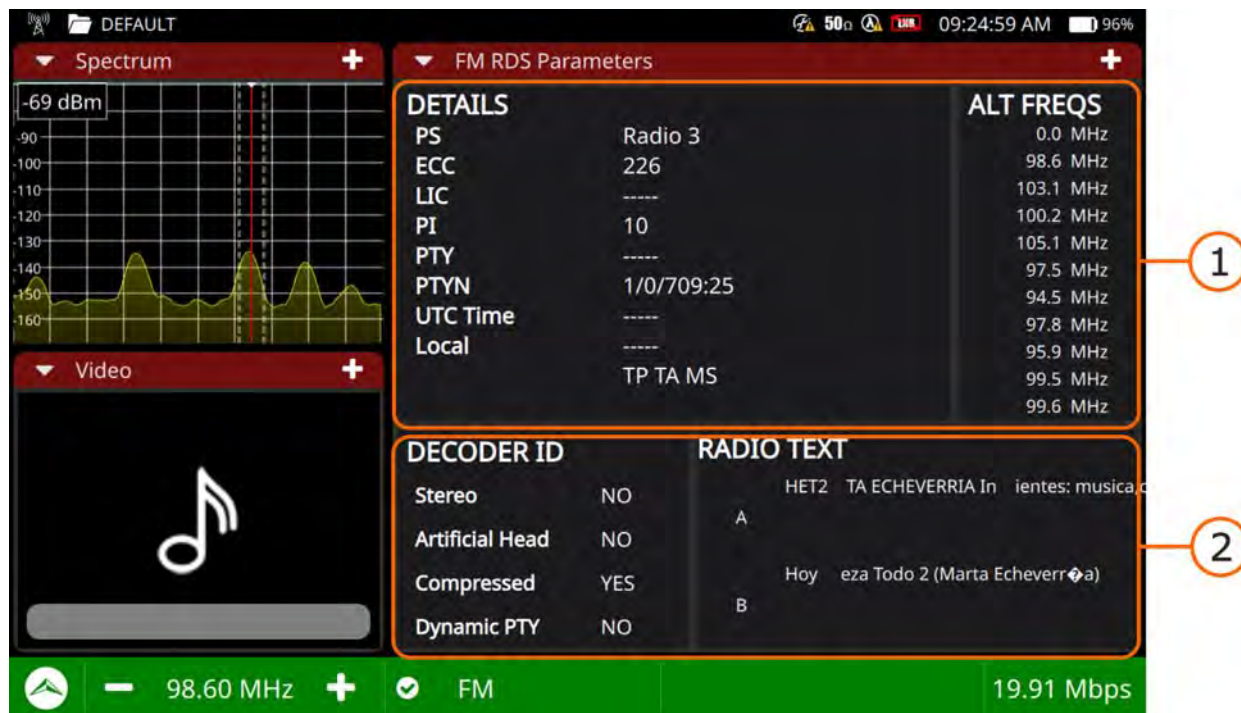 DEFAULT
50Ω LNB 09:24:59 AM 96%
Spectrum
-69 dBm
-90
-100
-110
-120
-130
-140
-150
-160
Video
FM RDS Parameters
DETAILS
PS Radio 3
ECC 226
LIC -----
PI 10
PTY -----
PTYN 1/0/709:25
UTC Time -----
Local -----
TP TA MS
ALT FREQS
0.0 MHz
98.6 MHz
103.1 MHz
100.2 MHz
105.1 MHz
97.5 MHz
94.5 MHz
97.8 MHz
95.9 MHz
99.5 MHz
99.6 MHz
1
DECODER ID
Stereo NO
Artificial Head NO
Compressed YES
Dynamic PTY NO
RADIO TEXT
HET2 TA ECHEVERRIA In ientes: musica,c
A
Hoy eza Todo 2 (Marta Echeverr�a)
B
2
98.60 MHz FM 19.91 Mbps